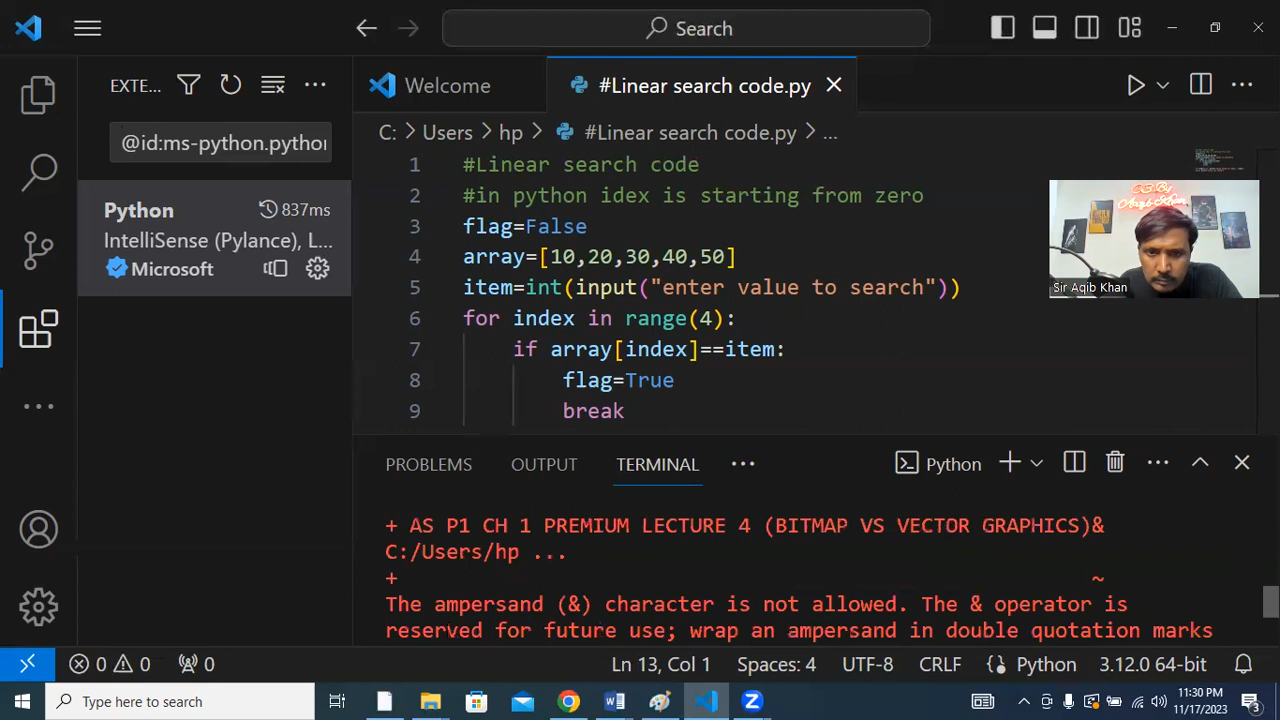 Search
EXTE...
Welcome
#Linear search code.py
@id:ms-python.python
C: > Users > hp > #Linear search code.py > ...
Python
837ms
IntelliSense (Pylance), L...
Microsoft
1 #Linear search code
2 #in python idex is starting from zero
3 flag=False
4 array=[10,20,30,40,50]
5 item=int(input("enter value to search"))
6 for index in range(4):
7 if array[index]==item:
8 flag=True
9 break
CS By
Aaqib Khan
Sir Aqib Khan
PROBLEMS OUTPUT TERMINAL ... Python
+ AS P1 CH 1 PREMIUM LECTURE 4 (BITMAP VS VECTOR GRAPHICS)&
C:/Users/hp ...
+ ~
The ampersand (&) character is not allowed. The & operator is
reserved for future use; wrap an ampersand in double quotation marks
0 0 0 Ln 13, Col 1 Spaces: 4 UTF-8 CRLF Python 3.12.0 64-bit
Type here to search
11:30 PM
11/17/2023
3